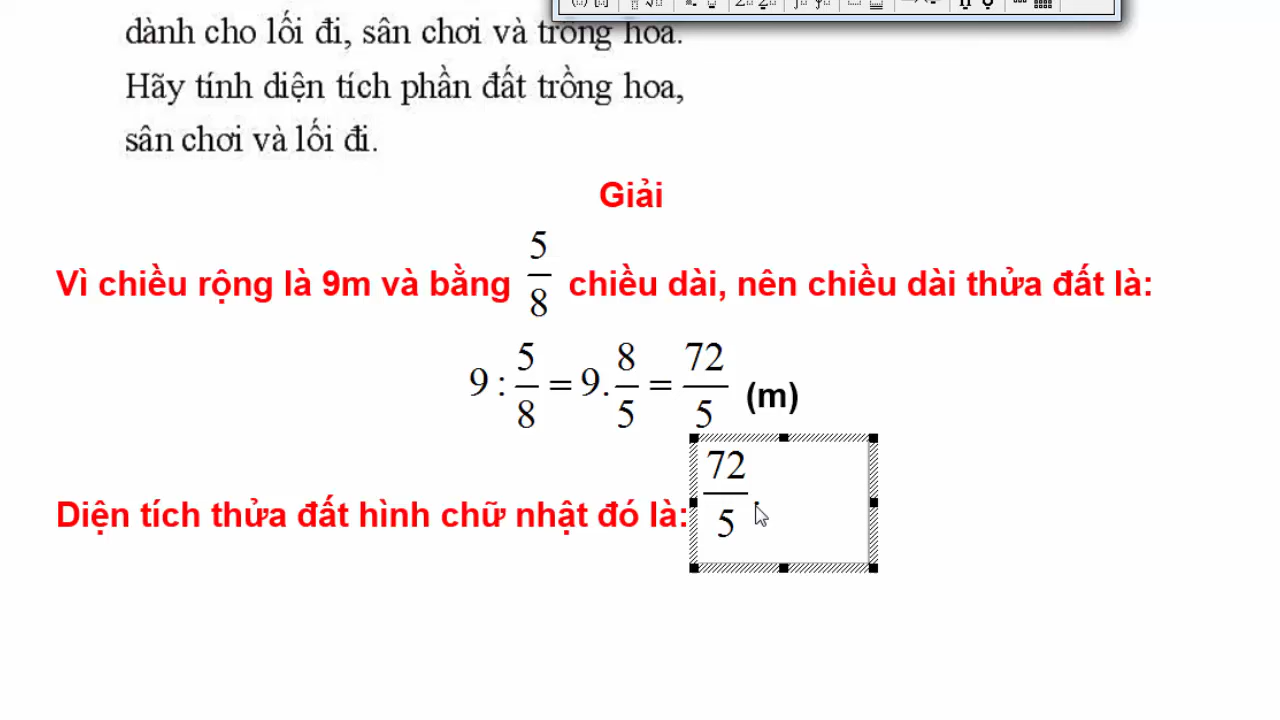 dành cho lối đi, sân chơi và trồng hoa.
Hãy tính diện tích phần đất trồng hoa,
sân chơi và lối đi.
Giải
Vì chiều rộng là 9m và bằng 5/8 chiều dài, nên chiều dài thửa đất là:
9 : 5/8 = 9. 8/5 = 72/5 (m)
Diện tích thửa đất hình chữ nhật đó là: 72/5 .